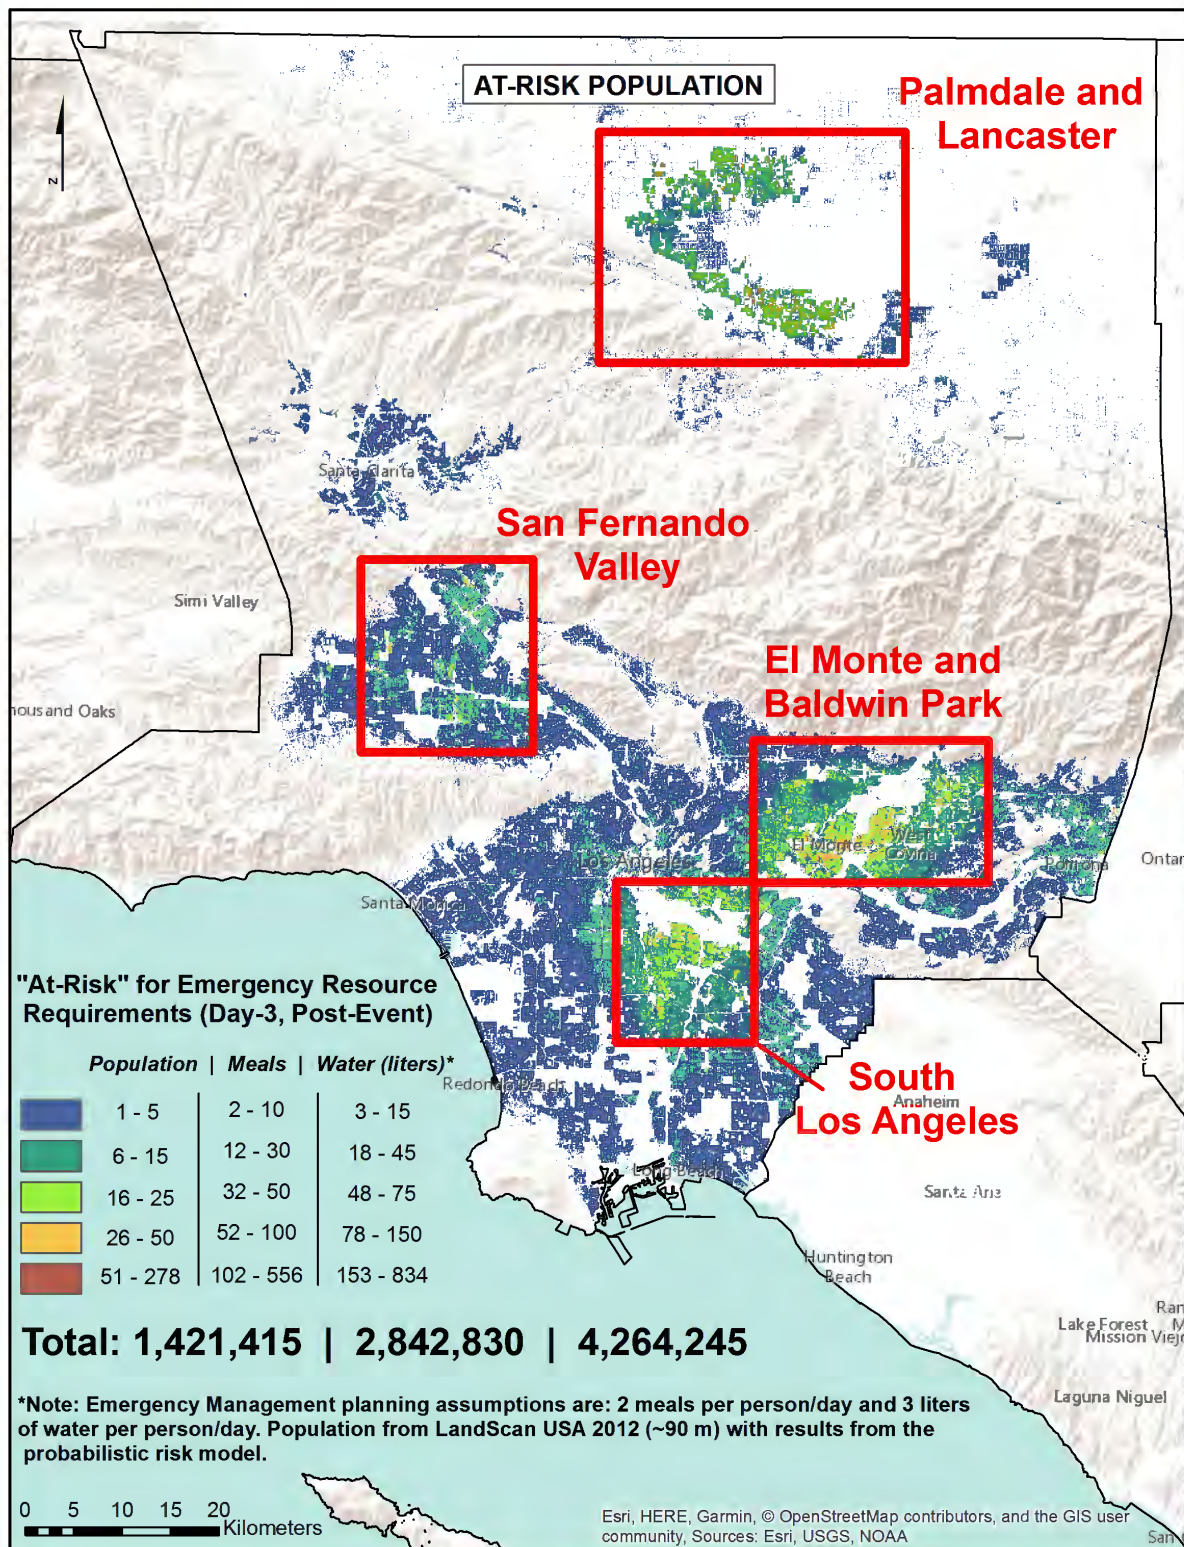 AT-RISK POPULATION
Palmdale and
Lancaster
z
Santa Clarita
San Fernando
Valley
Simi Valley
El Monte and
Baldwin Park
housand Oaks
El Monte
West
Covina
Los Angeles
Pomona
Ontar
Santa Monica
"At-Risk" for Emergency Resource
Requirements (Day-3, Post-Event)
Population | Meals | Water (liters)*
Redondo Beach
1 - 5 2 - 10 3 - 15
6 - 15 12 - 30 18 - 45
16 - 25 32 - 50 48 - 75
26 - 50 52 - 100 78 - 150
51 - 278 102 - 556 153 - 834
South
Los Angeles
Anaheim
Long Beach
Santa Ana
Huntington
Beach
Ran
Lake Forest M
Mission Viejo
Total: 1,421,415 | 2,842,830 | 4,264,245
Laguna Niguel
*Note: Emergency Management planning assumptions are: 2 meals per person/day and 3 liters
of water per person/day. Population from LandScan USA 2012 (~90 m) with results from the
probabilistic risk model.
0 5 10 15 20
Kilometers
Esri, HERE, Garmin, © OpenStreetMap contributors, and the GIS user
community, Sources: Esri, USGS, NOAA
San